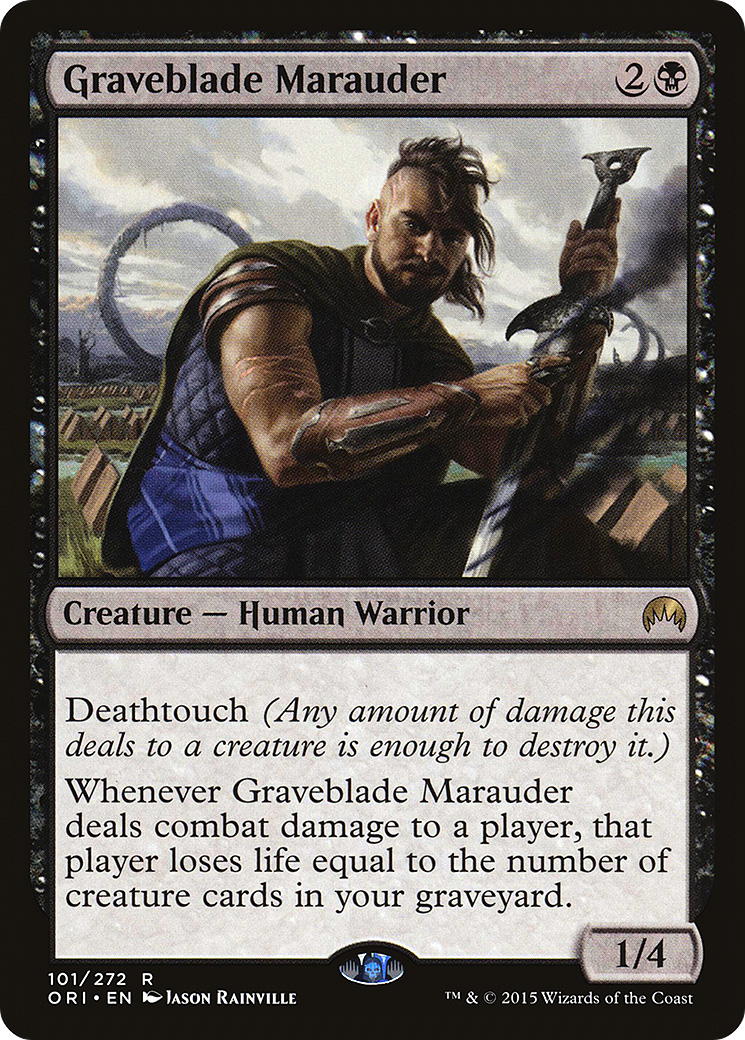 Graveblade Marauder 2
Creature — Human Warrior
Deathtouch (Any amount of damage this
deals to a creature is enough to destroy it.)
Whenever Graveblade Marauder
deals combat damage to a player, that
player loses life equal to the number of
creature cards in your graveyard.
1/4
101/272 R
ORI • EN Jason Rainville
™ & © 2015 Wizards of the Coast